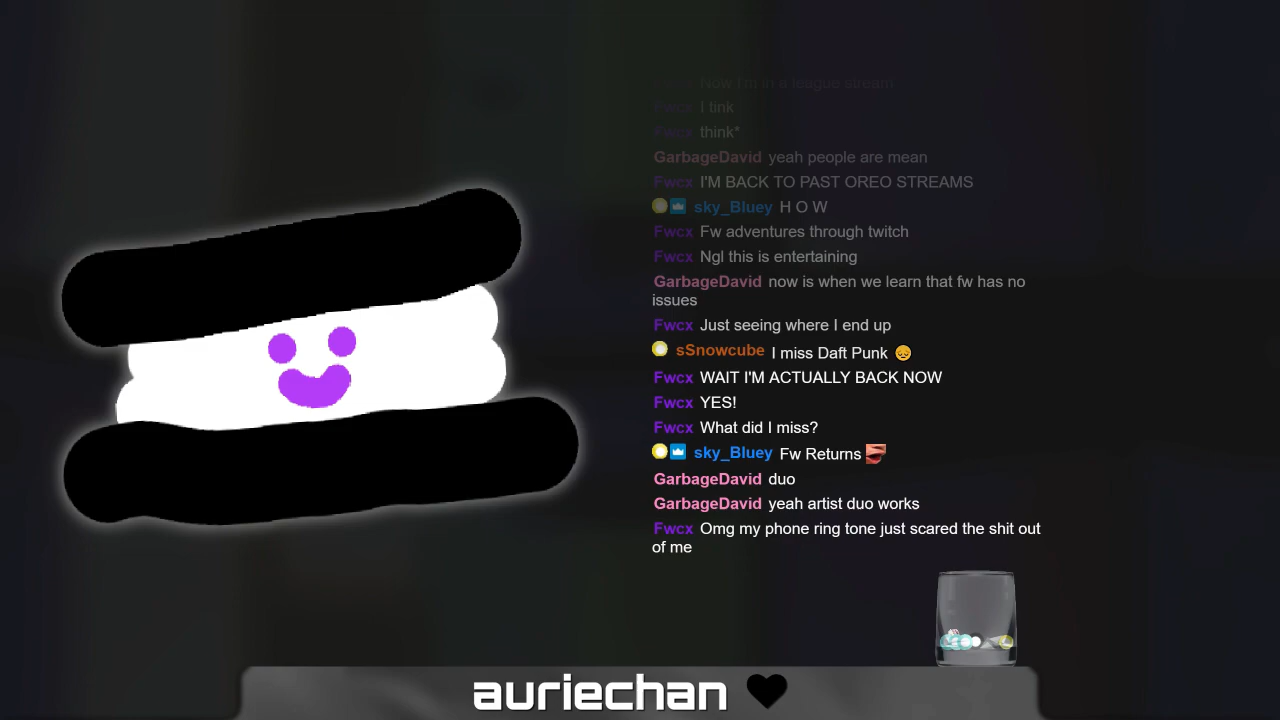 Now I'm in a league stream
Fwcx I tink
Fwcx think*
GarbageDavid yeah people are mean
Fwcx I'M BACK TO PAST OREO STREAMS
sky_Bluey H O W
Fwcx Fw adventures through twitch
Fwcx Ngl this is entertaining
GarbageDavid now is when we learn that fw has no
issues
Fwcx Just seeing where I end up
sSnowcube I miss Daft Punk 😔
Fwcx WAIT I'M ACTUALLY BACK NOW
Fwcx YES!
Fwcx What did I miss?
sky_Bluey Fw Returns
GarbageDavid duo
GarbageDavid yeah artist duo works
Fwcx Omg my phone ring tone just scared the shit out
of me
auriechan 🖤